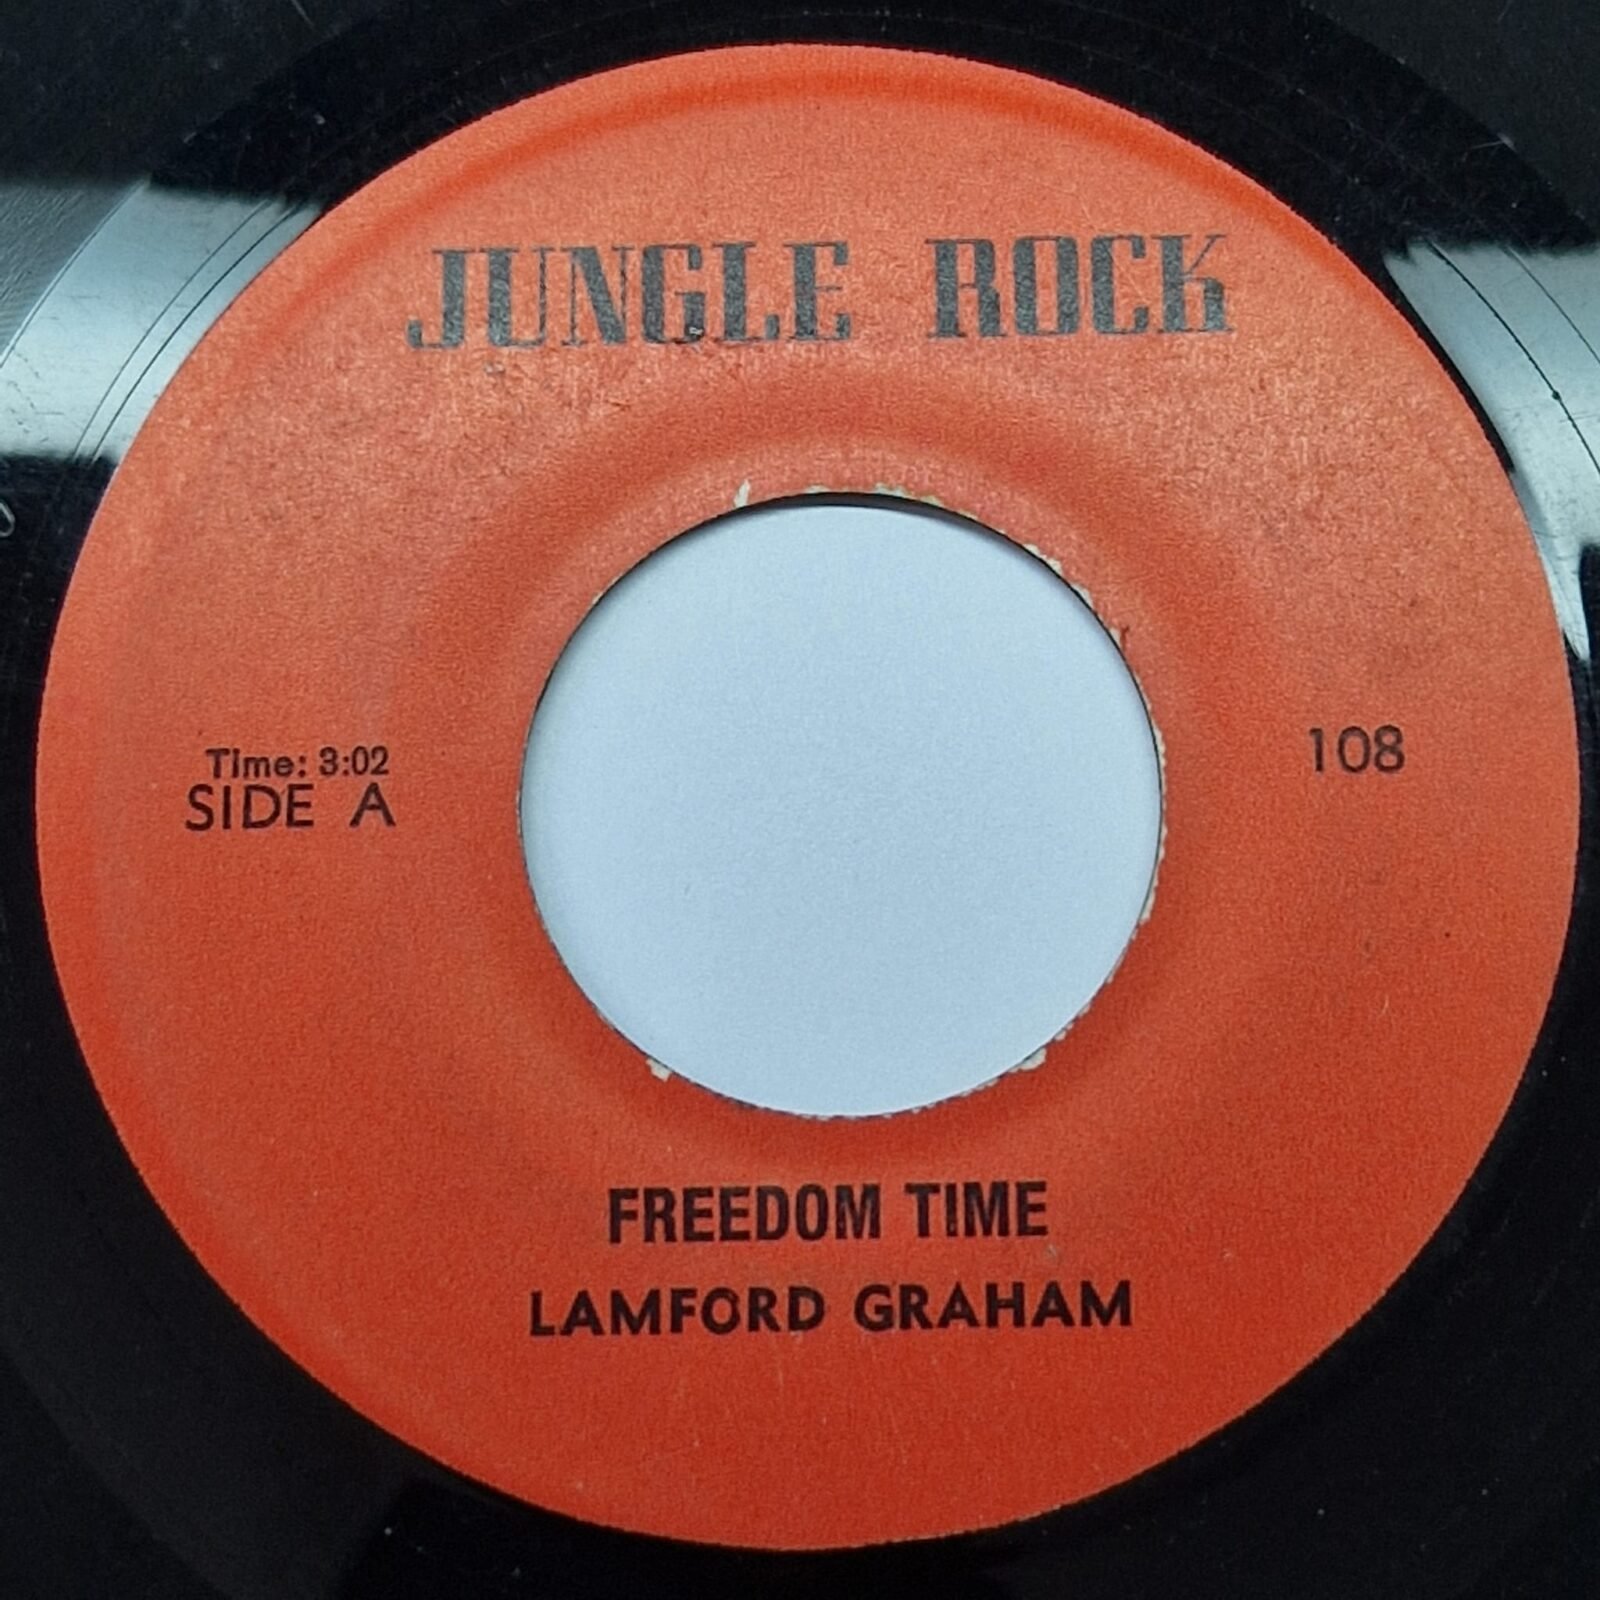 JUNGLE ROCK
Time: 3:02
SIDE A
108
FREEDOM TIME
LAMFORD GRAHAM